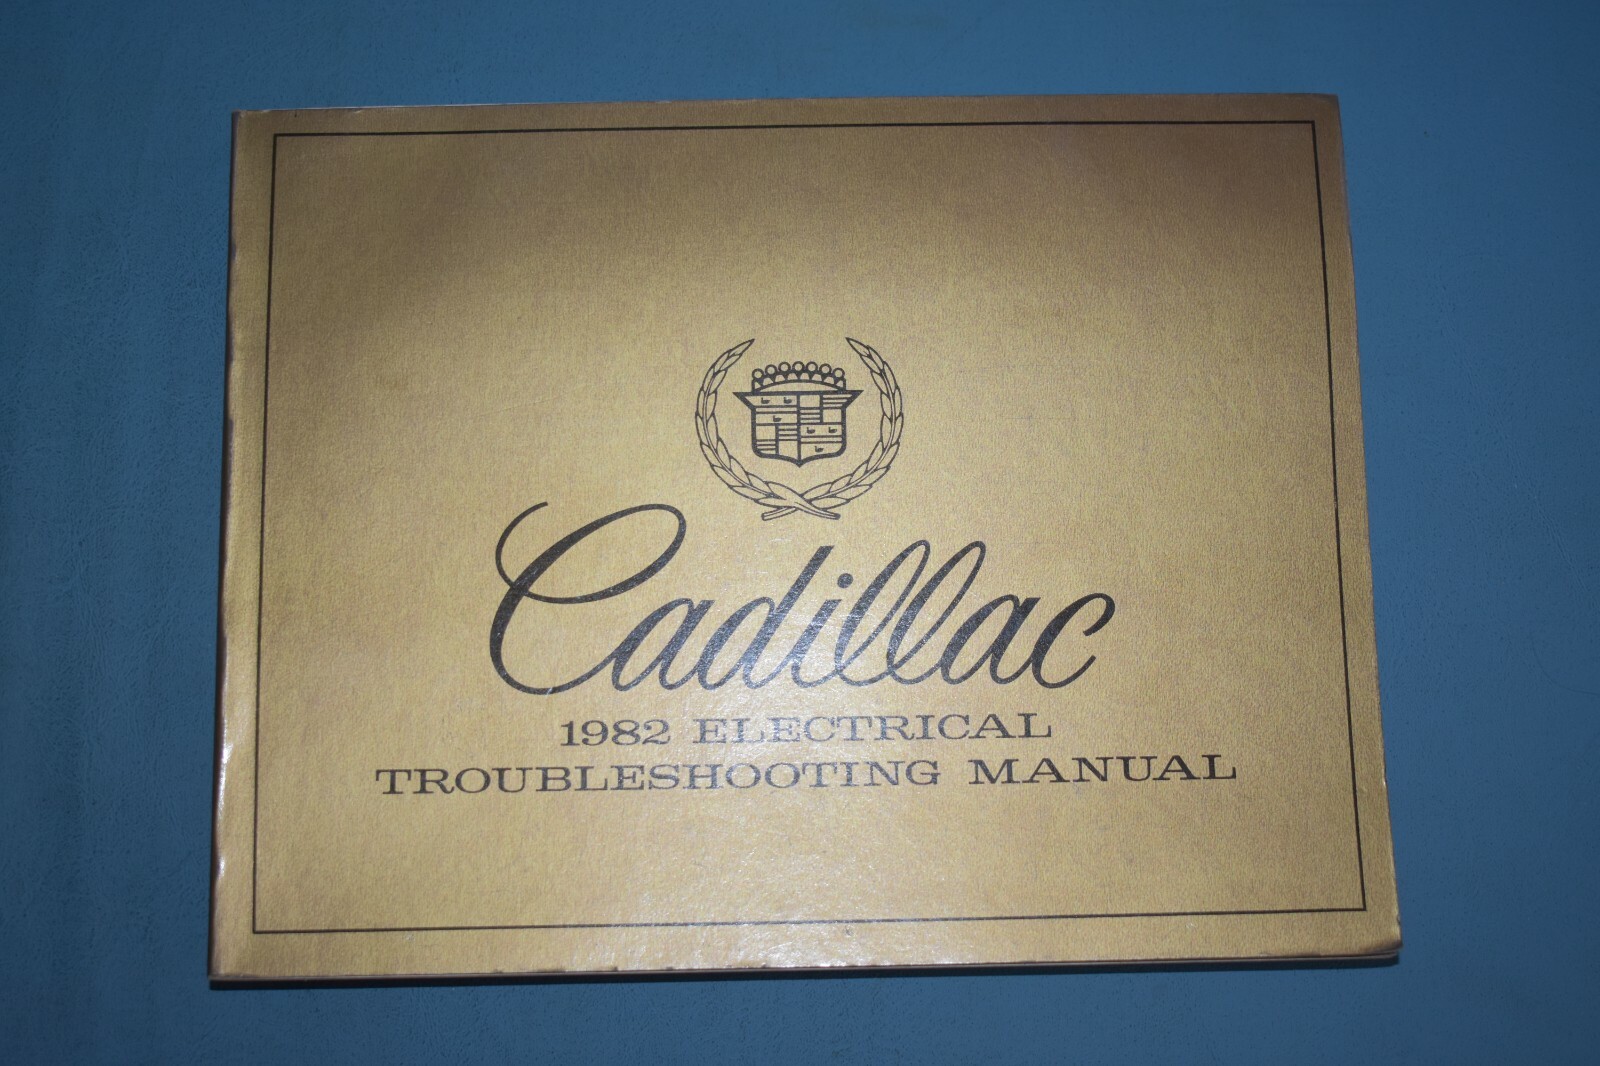 Cadillac
1982 ELECTRICAL
TROUBLESHOOTING MANUAL